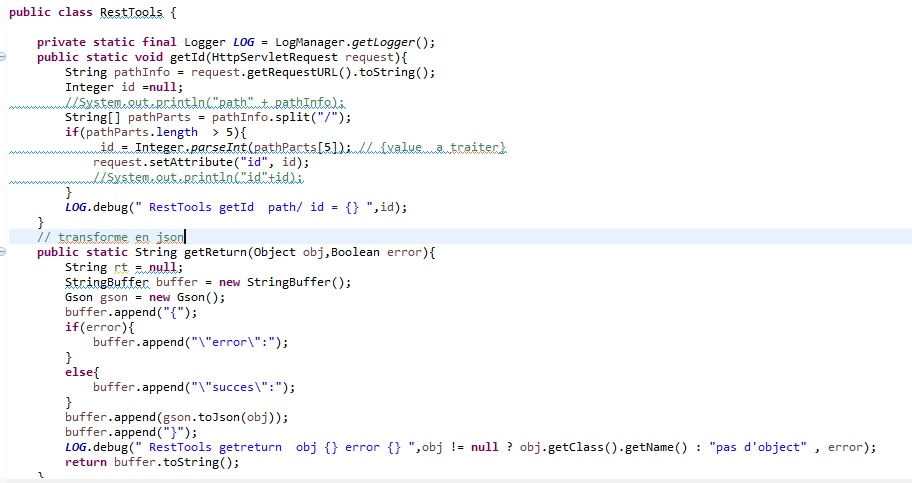 public class RestTools {
private static final Logger LOG = LogManager.getLogger();
public static void getId(HttpServletRequest request){
String pathInfo = request.getRequestURL().toString();
Integer id =null;
//System.out.println("path" + pathInfo);
String[] pathParts = pathInfo.split("/");
if(pathParts.length  > 5){
id = Integer.parseInt(pathParts[5]); // {value  a traiter}
request.setAttribute("id", id);
//System.out.println("id"+id);
}
LOG.debug(" RestTools getId  path/ id = {} ",id);
}
// transforme en json
public static String getReturn(Object obj,Boolean error){
String rt = null;
StringBuffer buffer = new StringBuffer();
Gson gson = new Gson();
buffer.append("{");
if(error){
buffer.append("\"error\":");
}
else{
buffer.append("\"succes\":");
}
buffer.append(gson.toJson(obj));
buffer.append("}");
LOG.debug(" RestTools getreturn  obj {} error {} ",obj != null ? obj.getClass().getName() : "pas d'object" , error);
return buffer.toString();
}